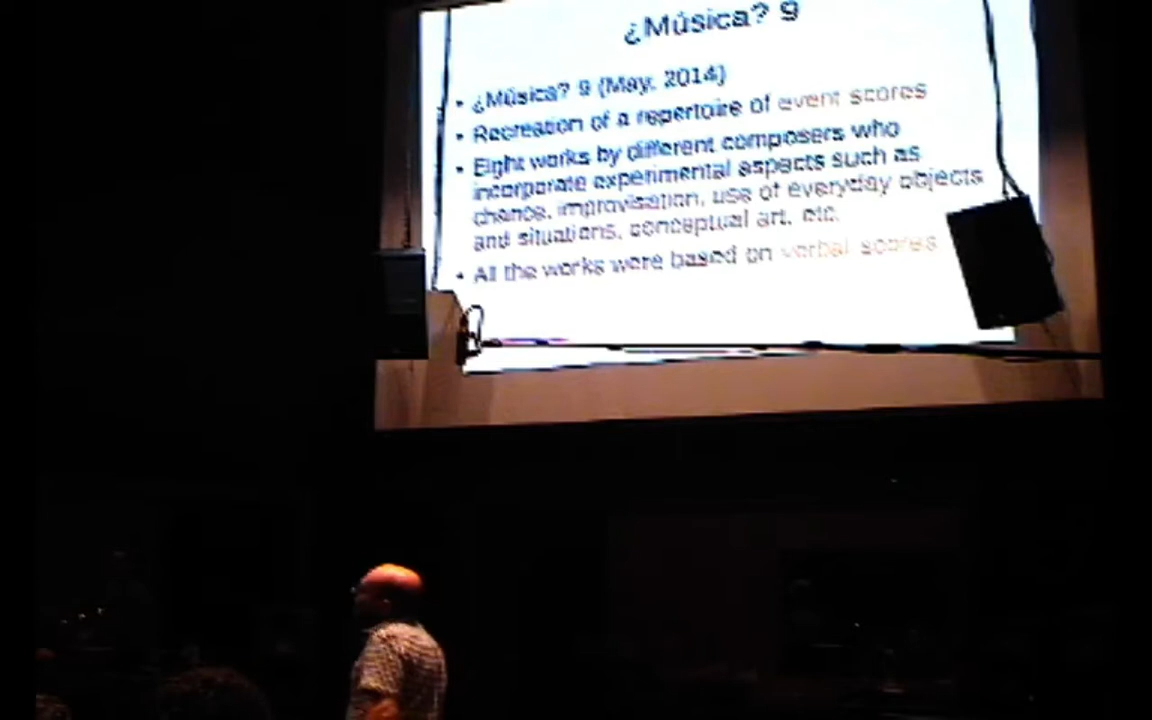 ¿Música? 9
• ¿Música? 9 (May, 2014)
• Recreation of a repertoire of event scores
• Eight works by different composers who
incorporate experimental aspects such as
chance, improvisation, use of everyday objects
and situations, conceptual art, etc.
• All the works were based on verbal scores